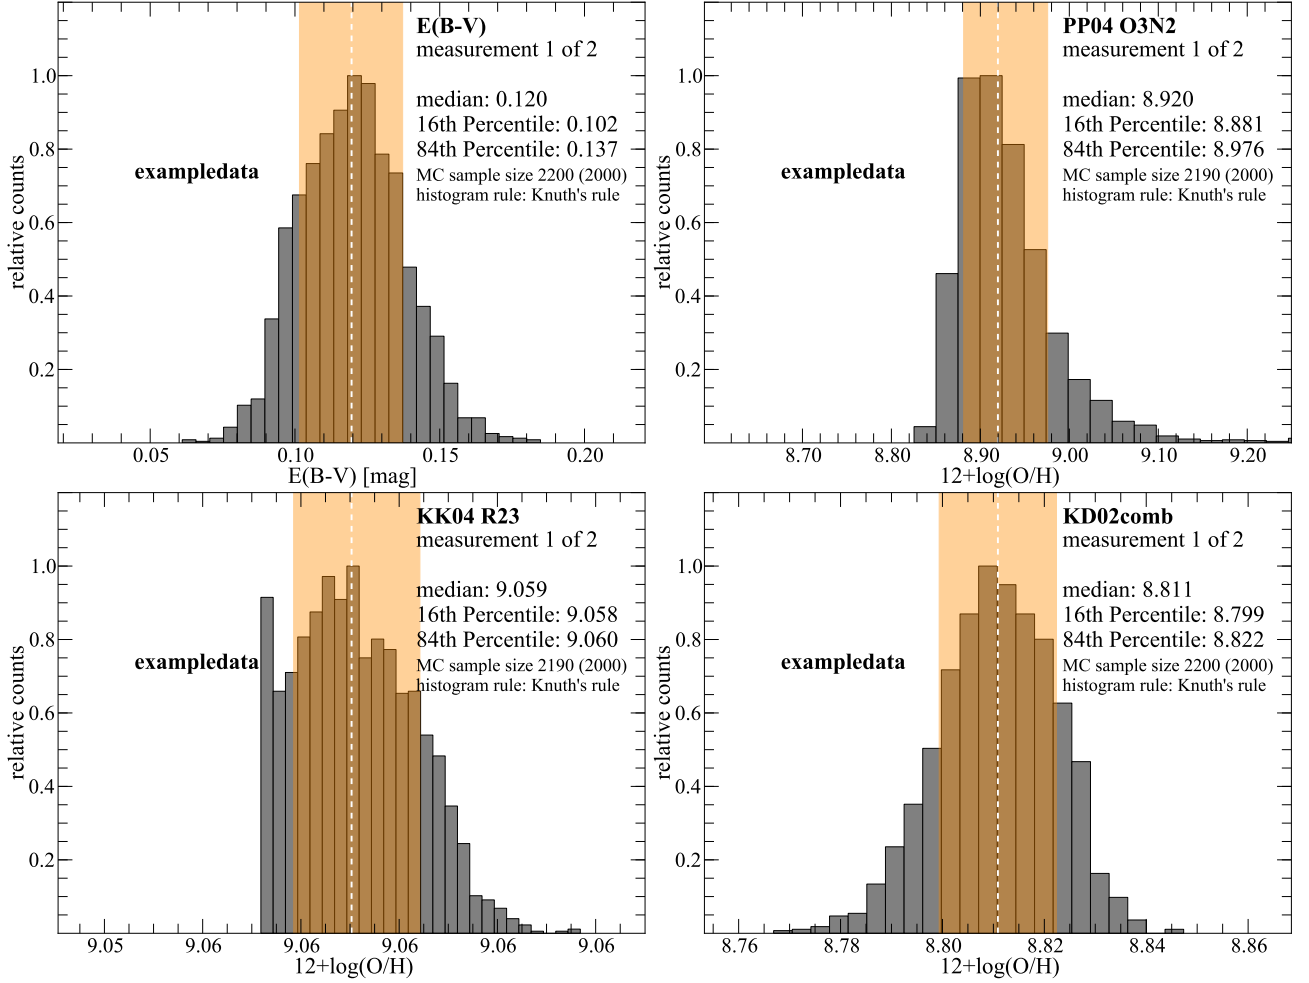 E(B-V)
measurement 1 of 2
median: 0.120
16th Percentile: 0.102
84th Percentile: 0.137
MC sample size 2200 (2000)
histogram rule: Knuth's rule
exampledata
relative counts
1.0
0.8
0.6
0.4
0.2
0.05 0.10 0.15 0.20
E(B-V) [mag]
PP04 O3N2
measurement 1 of 2
median: 8.920
16th Percentile: 8.881
84th Percentile: 8.976
MC sample size 2190 (2000)
histogram rule: Knuth's rule
exampledata
relative counts
1.0
0.8
0.6
0.4
0.2
8.70 8.80 8.90 9.00 9.10 9.20
12+log(O/H)
KK04 R23
measurement 1 of 2
median: 9.059
16th Percentile: 9.058
84th Percentile: 9.060
MC sample size 2190 (2000)
histogram rule: Knuth's rule
exampledata
relative counts
1.0
0.8
0.6
0.4
0.2
9.05 9.06 9.06 9.06 9.06 9.06
12+log(O/H)
KD02comb
measurement 1 of 2
median: 8.811
16th Percentile: 8.799
84th Percentile: 8.822
MC sample size 2200 (2000)
histogram rule: Knuth's rule
exampledata
relative counts
1.0
0.8
0.6
0.4
0.2
8.76 8.78 8.80 8.82 8.84 8.86
12+log(O/H)